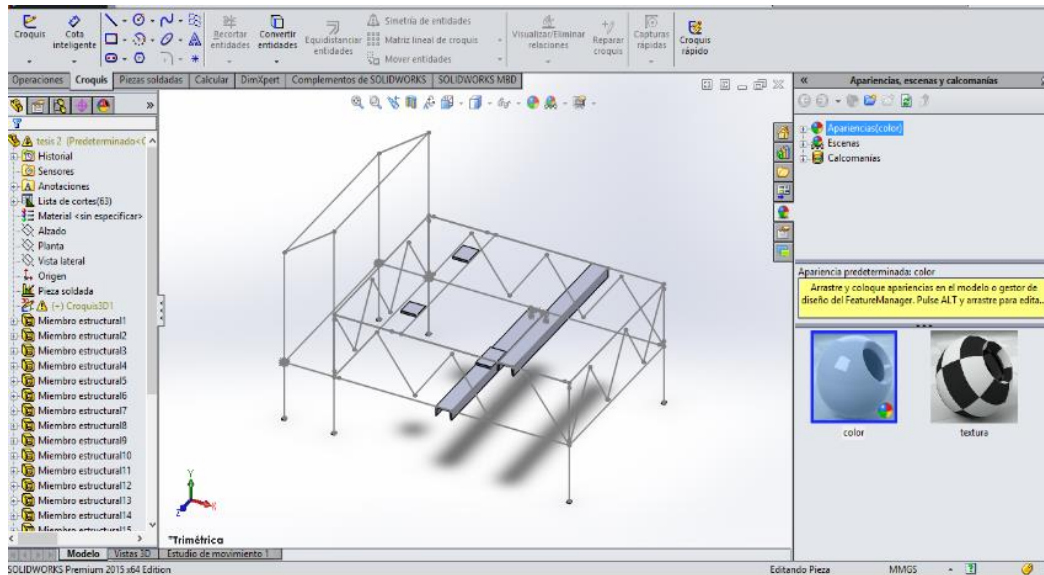 Croquis
Cota inteligente
Recortar entidades
Convertir entidades
Equidistanciar entidades
Simetría de entidades
Matriz lineal de croquis
Mover entidades
Visualizar/Eliminar relaciones
Reparar croquis
Capturas rápidas
Croquis rápido
Operaciones Croquis Piezas soldadas Calcular DimXpert Complementos de SOLIDWORKS SOLIDWORKS MBD
tesis 2 (Predeterminado<
Historial
Sensores
Anotaciones
Lista de cortes(63)
Material <sin especificar>
Alzado
Planta
Vista lateral
Origen
Pieza soldada
(-) Croquis3D1
Miembro estructural1
Miembro estructural2
Miembro estructural3
Miembro estructural4
Miembro estructural5
Miembro estructural6
Miembro estructural7
Miembro estructural8
Miembro estructural9
Miembro estructural10
Miembro estructural11
Miembro estructural12
Miembro estructural13
Miembro estructural14
Miembro estructural15
Y
X
Z
*Trimétrica
Apariencias, escenas y calcomanías
Apariencias(color)
Escenas
Calcomanías
Apariencia predeterminada: color
Arrastre y coloque apariencias en el modelo o gestor de
diseño del FeatureManager. Pulse ALT y arrastre para edita...
color
textura
Modelo Vistas 3D Estudio de movimiento 1
SOLIDWORKS Premium 2015 x64 Edition
Editando Pieza
MMGS